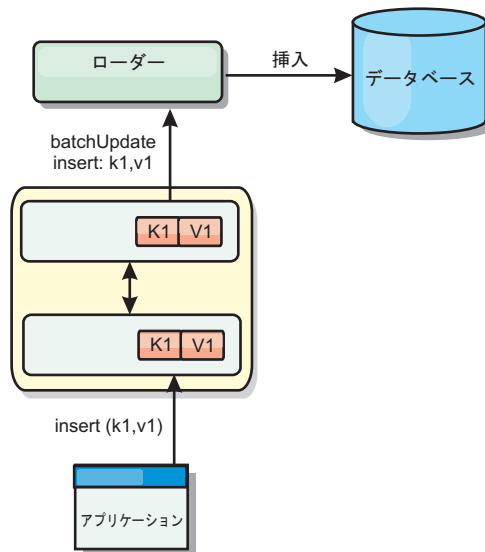 ローダー
挿入
データベース
batchUpdate
insert: k1,v1
K1 V1
K1 V1
insert (k1,v1)
アプリケーション